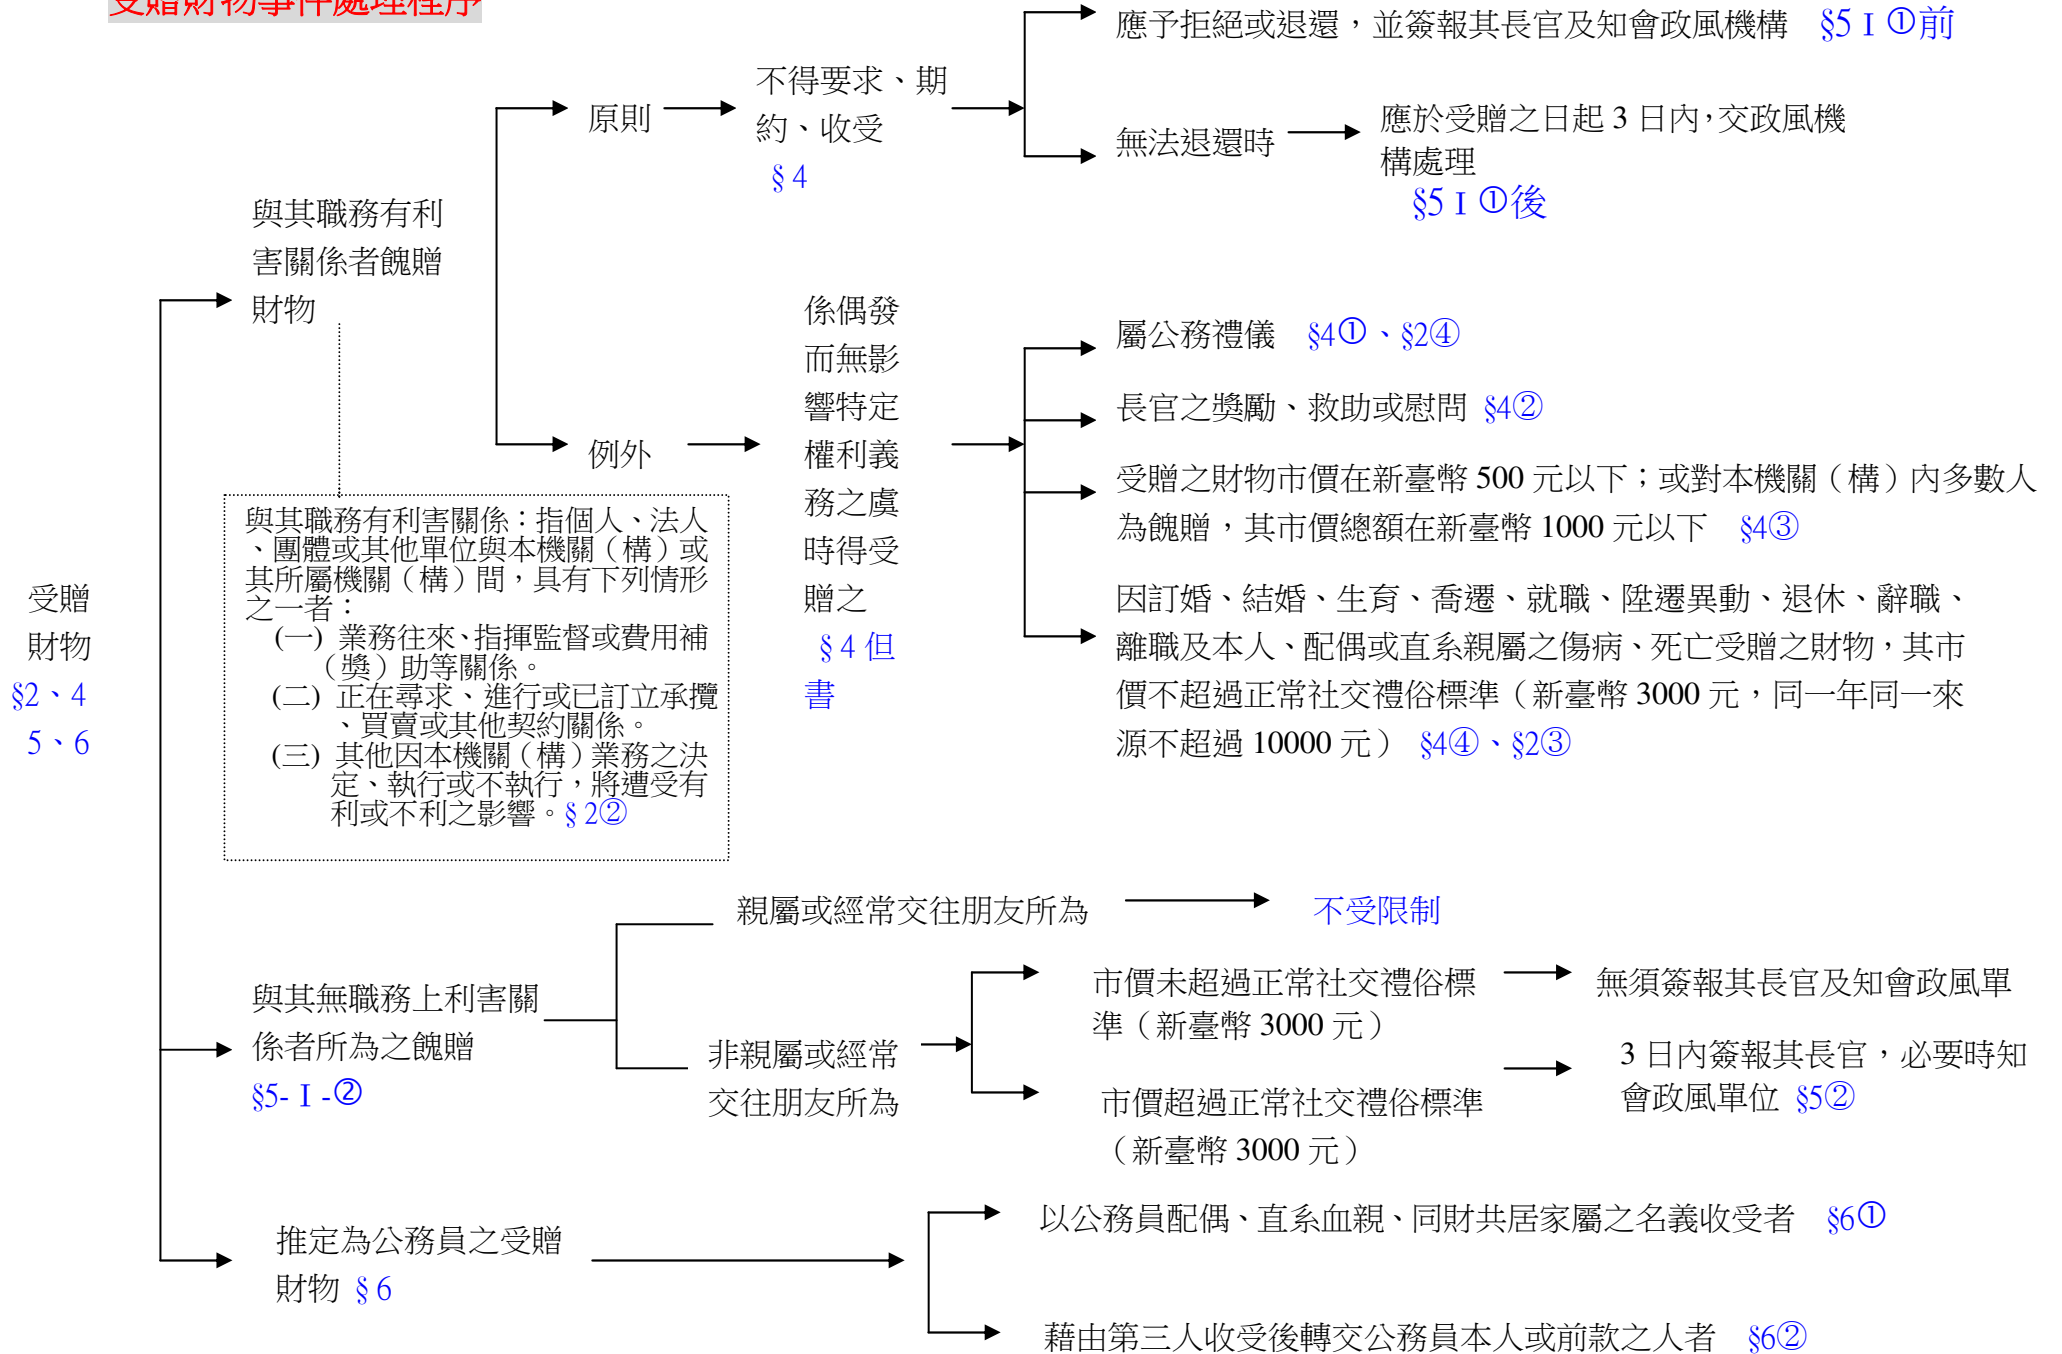 受贈財物事件處理程序
應予拒絕或退還，並簽報其長官及知會政風機構 §5 I ①前
不得要求、期
約、收受
§ 4
原則
無法退還時
應於受贈之日起 3 日內，交政風機
構處理
§5 I ①後
與其職務有利
害關係者餽贈
財物
係偶發
而無影
響特定
權利義
務之虞
時得受
贈之
§ 4 但
書
例外
屬公務禮儀 §4①、§2④
長官之獎勵、救助或慰問 §4②
受贈之財物市價在新臺幣 500 元以下；或對本機關（構）內多數人
為餽贈，其市價總額在新臺幣 1000 元以下 §4③
因訂婚、結婚、生育、喬遷、就職、陞遷異動、退休、辭職、
離職及本人、配偶或直系親屬之傷病、死亡受贈之財物，其市
價不超過正常社交禮俗標準（新臺幣 3000 元，同一年同一來
源不超過 10000 元） §4④、§2③
與其職務有利害關係：指個人、法人
、團體或其他單位與本機關（構）或
其所屬機關（構）間，具有下列情形
之一者：
(一) 業務往來、指揮監督或費用補
（獎）助等關係。
(二) 正在尋求、進行或已訂立承攬
、買賣或其他契約關係。
(三) 其他因本機關（構）業務之決
定、執行或不執行，將遭受有
利或不利之影響。§ 2②
受贈
財物
§2、4
5、6
親屬或經常交往朋友所為
不受限制
與其無職務上利害關
係者所為之餽贈
§5- I -②
非親屬或經常
交往朋友所為
市價未超過正常社交禮俗標
準（新臺幣 3000 元）
無須簽報其長官及知會政風單
市價超過正常社交禮俗標準
（新臺幣 3000 元）
3 日內簽報其長官，必要時知
會政風單位 §5②
推定為公務員之受贈
財物 § 6
以公務員配偶、直系血親、同財共居家屬之名義收受者 §6①
藉由第三人收受後轉交公務員本人或前款之人者 §6②